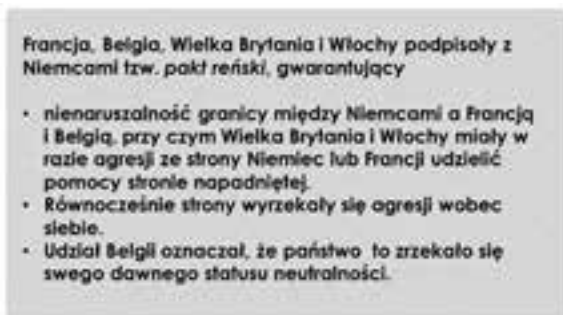 Francja, Belgia, Wielka Brytania i Włochy podpisały z
Niemcami tzw. pakt reński, gwarantujący
• nienaruszalność granicy między Niemcami a Francją
i Belgią, przy czym Wielka Brytania i Włochy miały w
razie agresji ze strony Niemiec lub Francji udzielić
pomocy stronie napadniętej.
• Równocześnie strony wyrzekały się agresji wobec
siebie.
• Udział Belgii oznaczał, że państwo to zrzekało się
swego dawnego statusu neutralności.